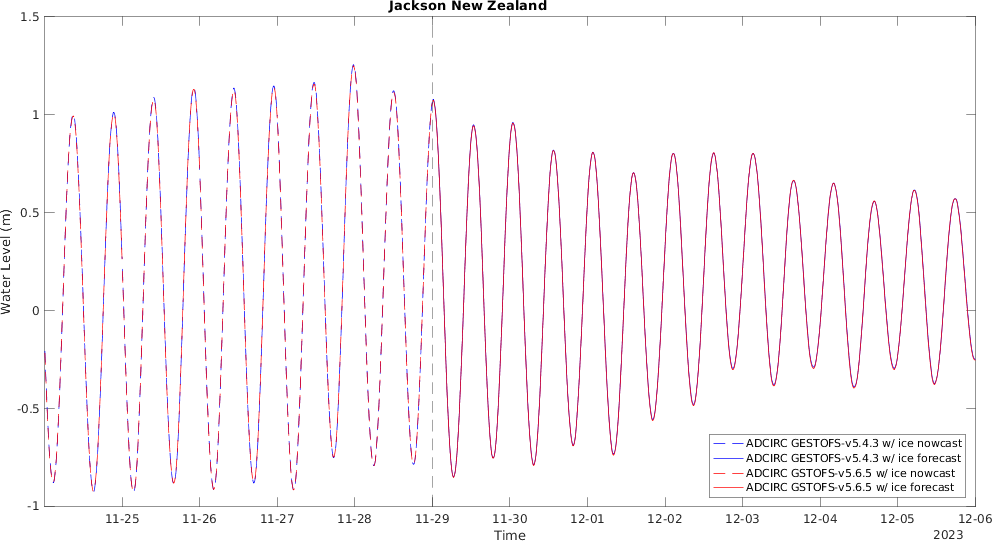 Jackson New Zealand
1.5
1
0.5
0
-0.5
-1
Water Level (m)
11-25
11-26
11-27
11-28
11-29
11-30
12-01
12-02
12-03
12-04
12-05
12-06
Time
2023
ADCIRC GESTOFS-v5.4.3 w/ ice nowcast
ADCIRC GESTOFS-v5.4.3 w/ ice forecast
ADCIRC GSTOFS-v5.6.5 w/ ice nowcast
ADCIRC GSTOFS-v5.6.5 w/ ice forecast